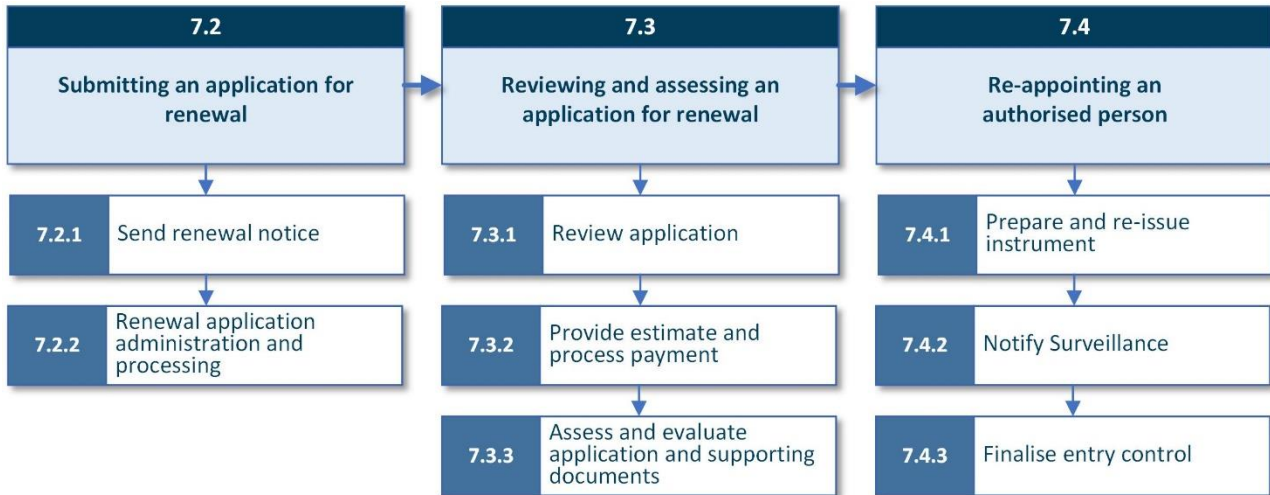 7.2
Submitting an application for
renewal
7.2.1
Send renewal notice
7.2.2
Renewal application
administration and
processing
7.3
Reviewing and assessing an
application for renewal
7.3.1
Review application
7.3.2
Provide estimate and
process payment
7.3.3
Assess and evaluate
application and supporting
documents
7.4
Re-appointing an
authorised person
7.4.1
Prepare and re-issue
instrument
7.4.2
Notify Surveillance
7.4.3
Finalise entry control